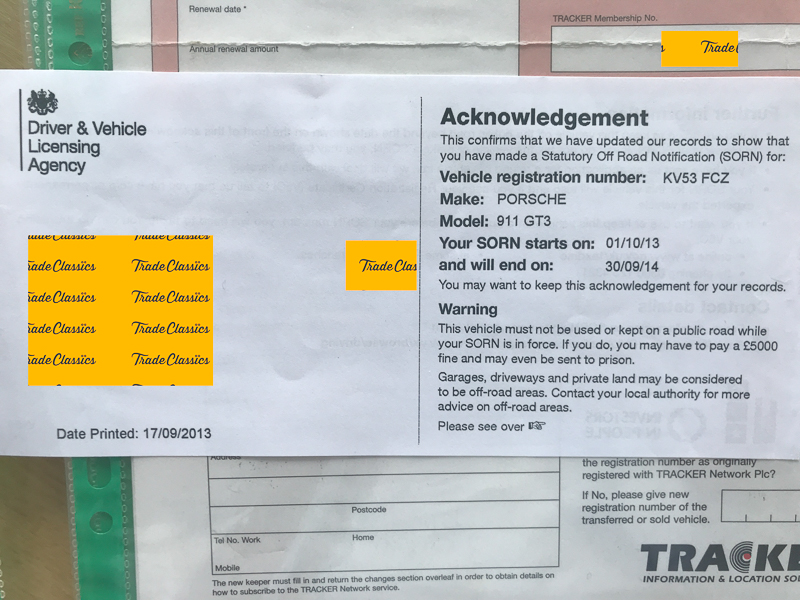 Renewal date *
Annual renewal amount
TRACKER Membership No.
Trade
Driver & Vehicle
Licensing
Agency
Trade Classics
Trade Classics
Trade Classics
Trade Classics
Date Printed: 17/09/2013
Acknowledgement
This confirms that we have updated our records to show that
you have made a Statutory Off Road Notification (SORN) for:
Vehicle registration number: KV53 FCZ
Make: PORSCHE
Model: 911 GT3
Your SORN starts on: 01/10/13
and will end on: 30/09/14
You may want to keep this acknowledgement for your records.
Warning
This vehicle must not be used or kept on a public road while
your SORN is in force. If you do, you may have to pay a £5000
fine and may even be sent to prison.
Garages, driveways and private land may be considered
to be off-road areas. Contact your local authority for more
advice on off-road areas.
Please see over
Address
Postcode
Tel No. Work
Home
Mobile
The new keeper must fill in and return the changes section overleaf in order to obtain details on
how to subscribe to the TRACKER Network service.
the registration number as originally
registered with TRACKER Network Plc?
If No, please give new
registration number of the
transferred or sold vehicle.
TRACKE
INFORMATION & LOCATION SO